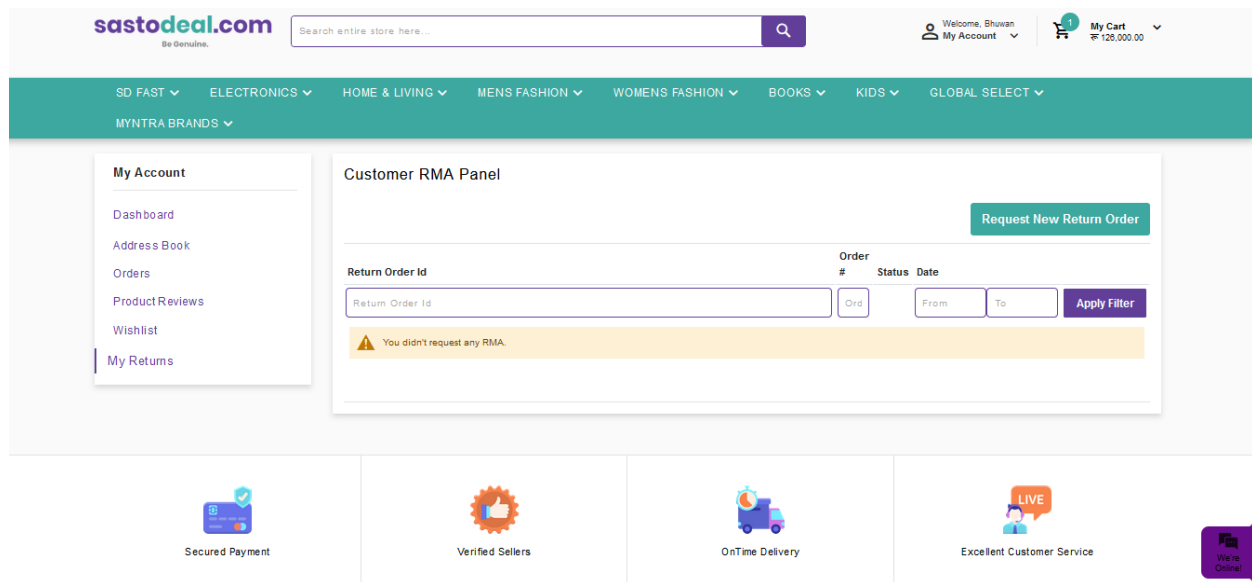 sastodeal.com
Be Genuine.
Search entire store here...
Welcome, Bhuwan
My Account
1
My Cart
रू 126,000.00
SD FAST ELECTRONICS HOME & LIVING MENS FASHION WOMENS FASHION BOOKS KIDS GLOBAL SELECT
MYNTRA BRANDS
My Account
Dashboard
Address Book
Orders
Product Reviews
Wishlist
My Returns
Customer RMA Panel
Request New Return Order
Return Order Id Order # Status Date
Return Order Id Ord From To Apply Filter
You didn't request any RMA.
LIVE
Secured Payment Verified Sellers OnTime Delivery Excellent Customer Service
We're
Online!